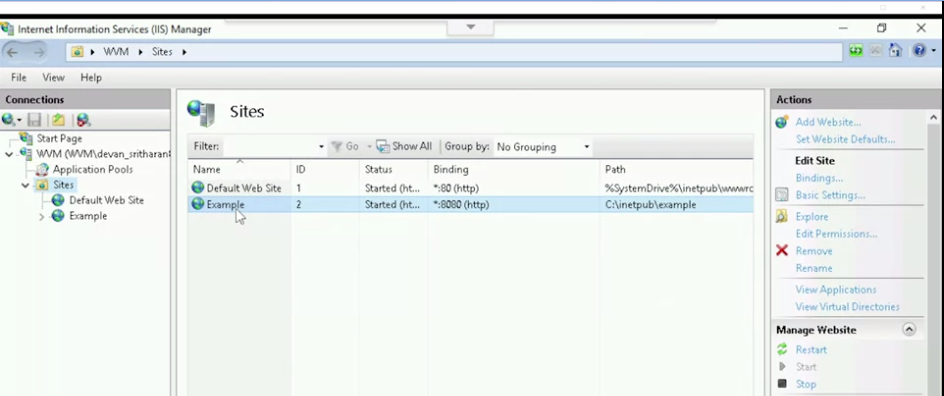 Internet Information Services (IIS) Manager
WVM Sites
File View Help
Connections
Start Page
WVM (WVM\devan_sritharan
Application Pools
Sites
Default Web Site
Example
Sites
Filter: Go Show All Group by: No Grouping
Name ID Status Binding Path
Default Web Site 1 Started (ht... *:80 (http) %SystemDrive%\inetpub\wwwrc
Example 2 Started (ht... *:8080 (http) C:\inetpub\example
Actions
Add Website...
Set Website Defaults...
Edit Site
Bindings...
Basic Settings...
Explore
Edit Permissions...
Remove
Rename
View Applications
View Virtual Directories
Manage Website
Restart
Start
Stop